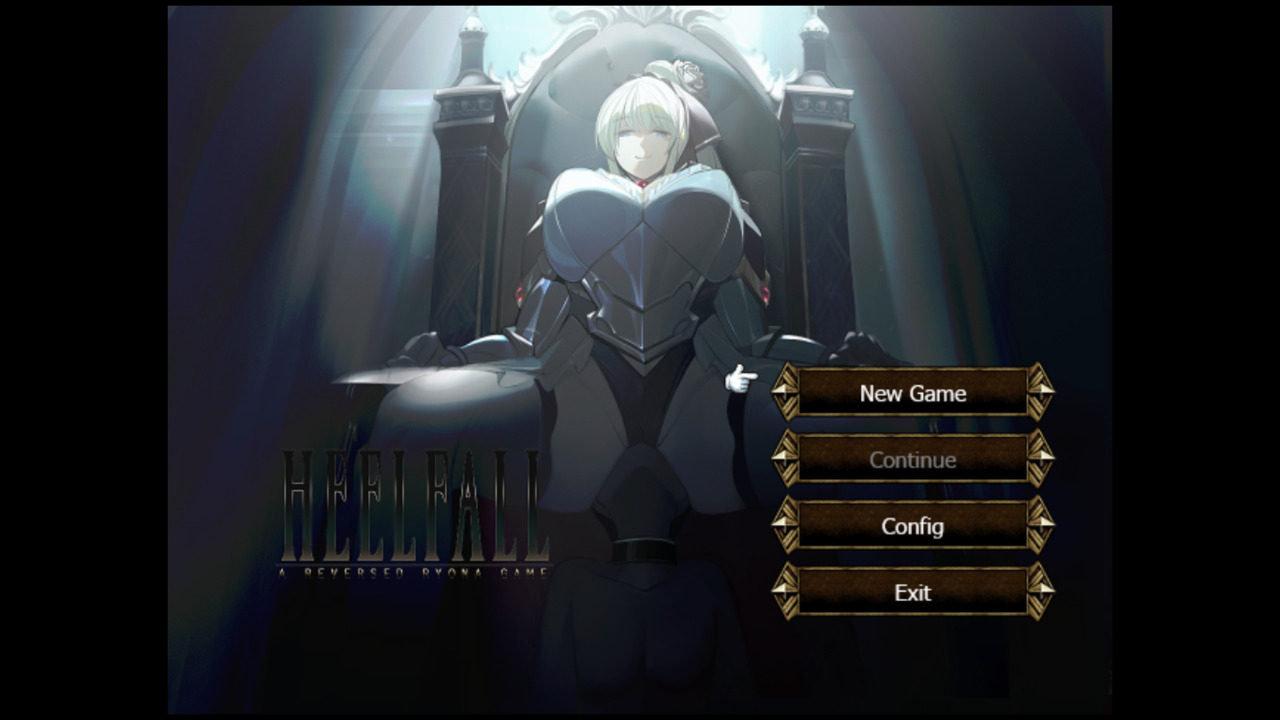 HEELFALL
A REVERSED RYONA GAME
New Game
Continue
Config
Exit